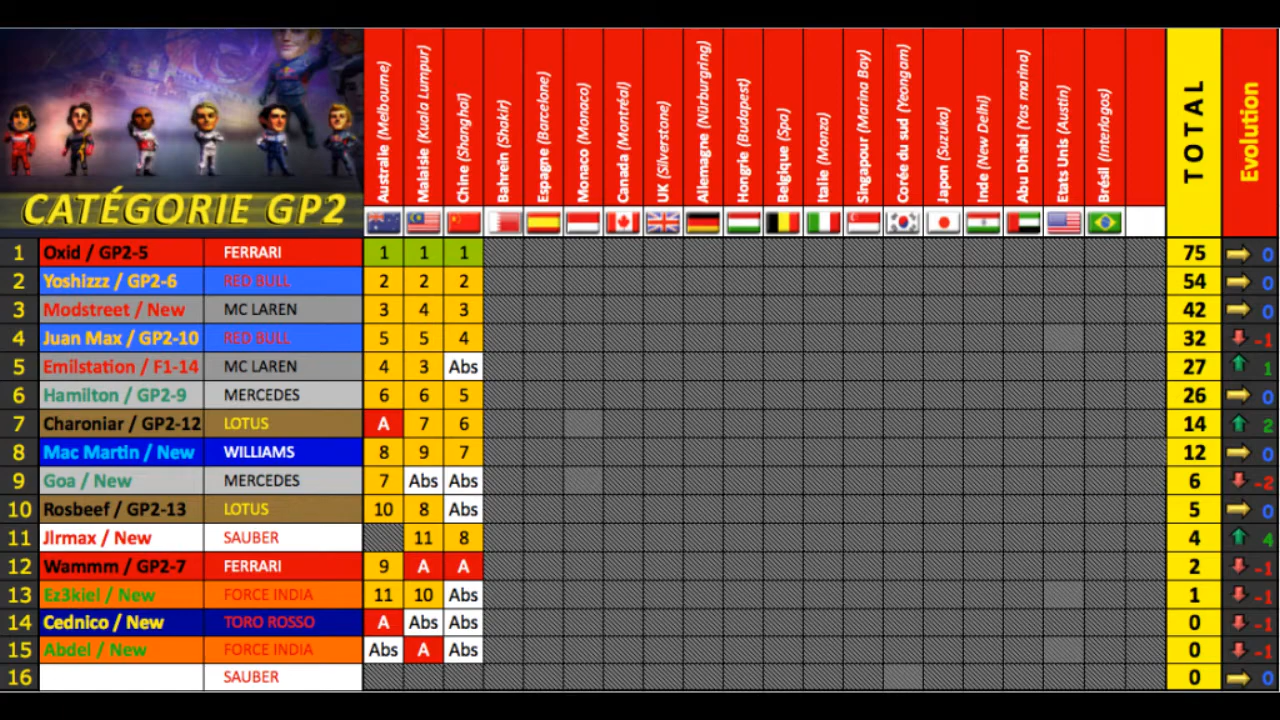 CATÉGORIE GP2
Australie (Melbourne)
Malaisie (Kuala Lumpur)
Chine (Shanghaï)
Bahreïn (Shakir)
Espagne (Barcelone)
Monaco (Monaco)
Canada (Montréal)
UK (Silverstone)
Allemagne (Nürburgring)
Hongrie (Budapest)
Belgique (Spa)
Italie (Monza)
Singapour (Marina Bay)
Corée du sud (Yeongam)
Japon (Suzuka)
Inde (New Delhi)
Abu Dhabi (Yas marina)
Etats Unis (Austin)
Brésil (Interlagos)
TOTAL
Evolution
1 Oxid / GP2-5 FERRARI 1 1 1 75 0
2 Yoshizzz / GP2-6 RED BULL 2 2 2 54 0
3 Modstreet / New MC LAREN 3 4 3 42 0
4 Juan Max / GP2-10 RED BULL 5 5 4 32 -1
5 Emilstation / F1-14 MC LAREN 4 3 Abs 27 1
6 Hamilton / GP2-9 MERCEDES 6 6 5 26 0
7 Charoniar / GP2-12 LOTUS A 7 6 14 2
8 Mac Martin / New WILLIAMS 8 9 7 12 0
9 Goa / New MERCEDES 7 Abs Abs 6 -2
10 Rosbeef / GP2-13 LOTUS 10 8 Abs 5 0
11 Jlrmax / New SAUBER 11 8 4 4
12 Wammm / GP2-7 FERRARI 9 A A 2 -1
13 Ez3kiel / New FORCE INDIA 11 10 Abs 1 -1
14 Cednico / New TORO ROSSO A Abs Abs 0 -1
15 Abdel / New FORCE INDIA Abs A Abs 0 -1
16 SAUBER 0 0